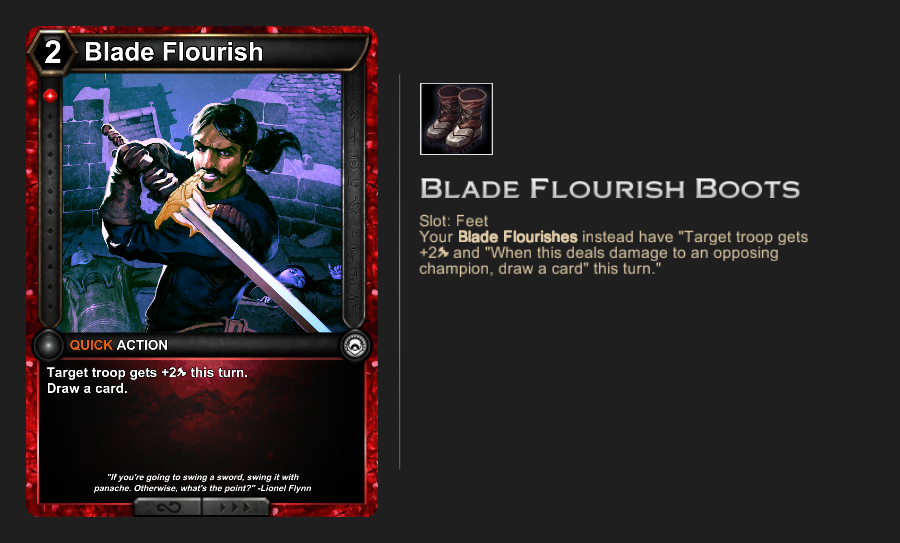 2 Blade Flourish
QUICK ACTION
Target troop gets +2 this turn.
Draw a card.
"If you're going to swing a sword, swing it with
panache. Otherwise, what's the point?" -Lionel Flynn
BLADE FLOURISH BOOTS
Slot: Feet
Your Blade Flourishes instead have "Target troop gets
+2 and "When this deals damage to an opposing
champion, draw a card" this turn."